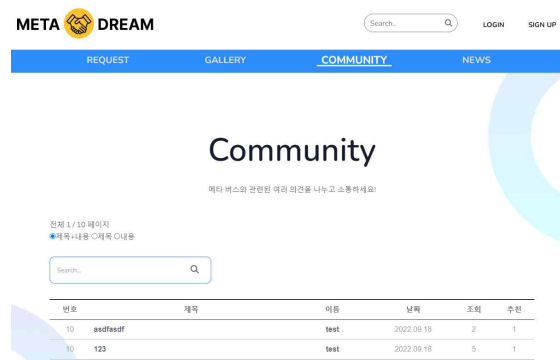 META DREAM
Search..
LOGIN
SIGN UP
REQUEST
GALLERY
COMMUNITY
NEWS
Community
메타 버스와 관련된 여러 의견을 나누고 소통하세요!
전체 1 / 10 페이지
제목+내용 제목 내용
Search...
번호 제목 이름 날짜 조회 추천
10 asdfasdf test 2022.09.16 2 1
10 123 test 2022.09.16 5 1